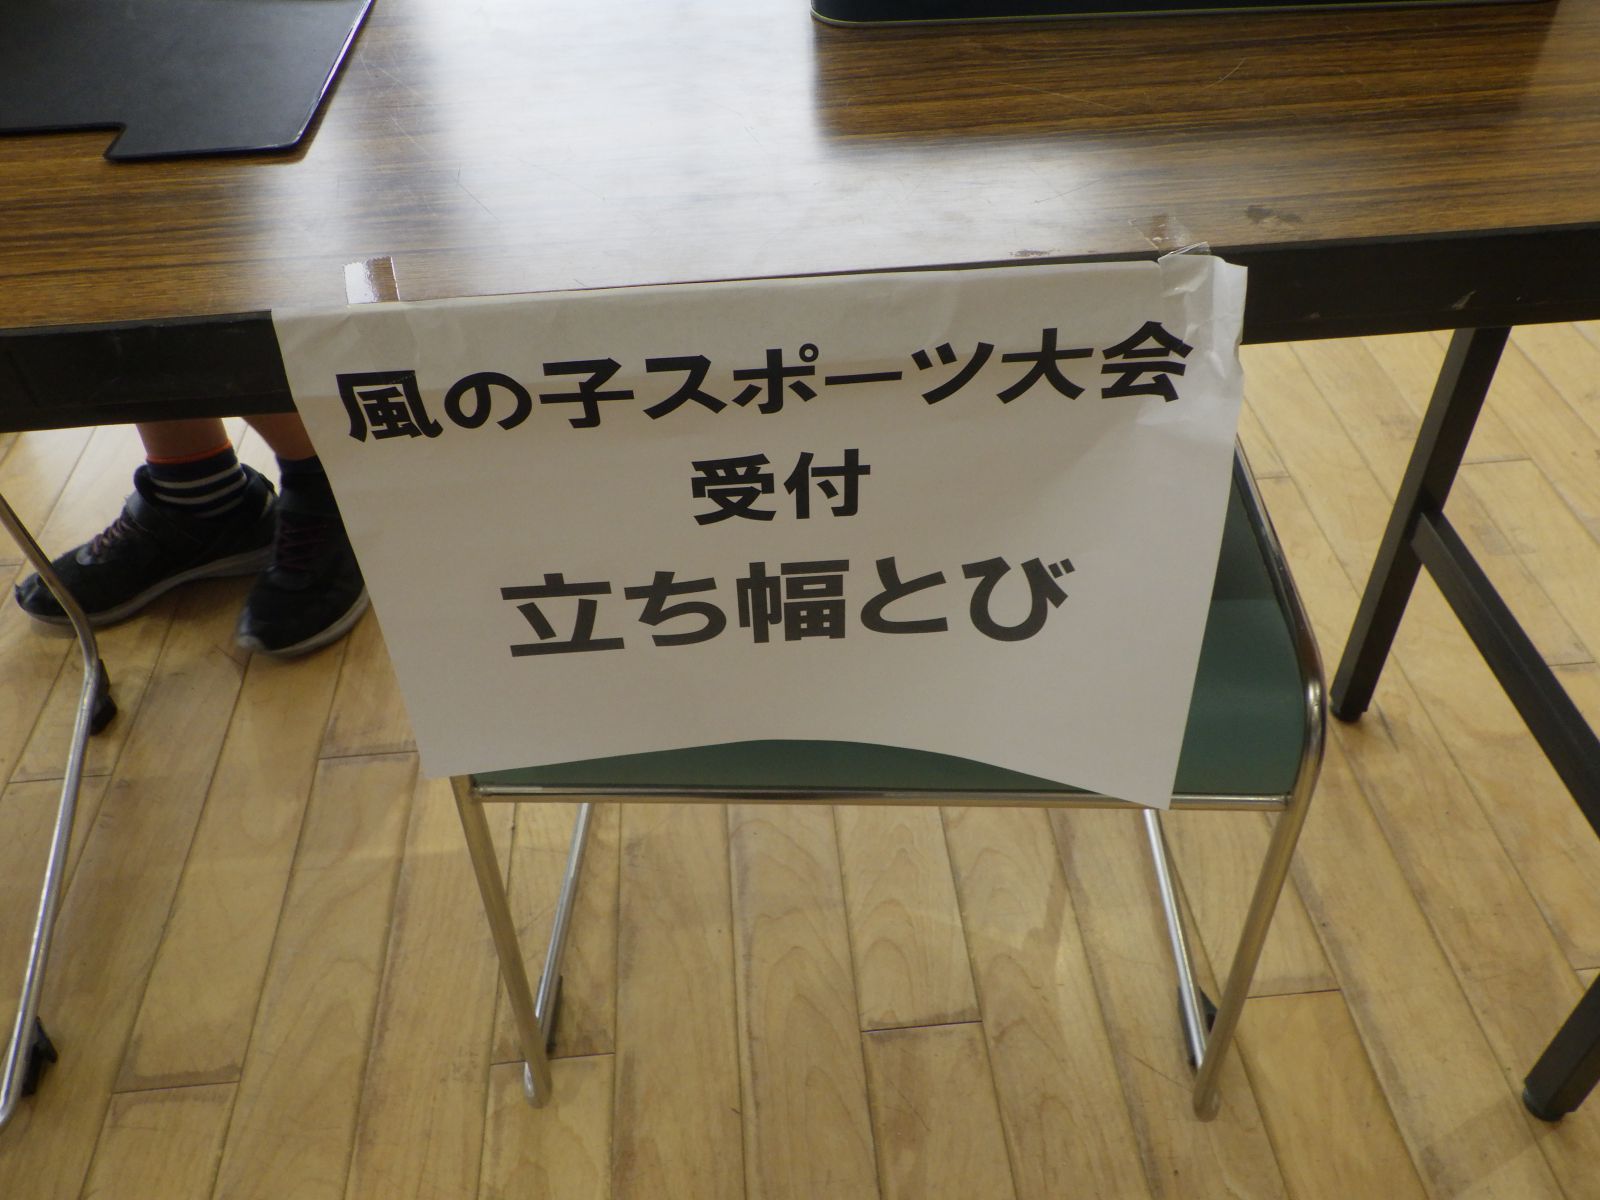 風の子スポーツ大会
受付
立ち幅とび